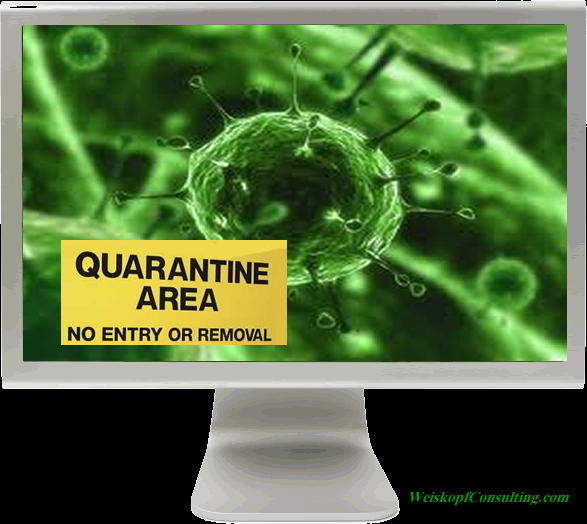 QUARANTINE
AREA
NO ENTRY OR REMOVAL
WeiskopfConsulting.com